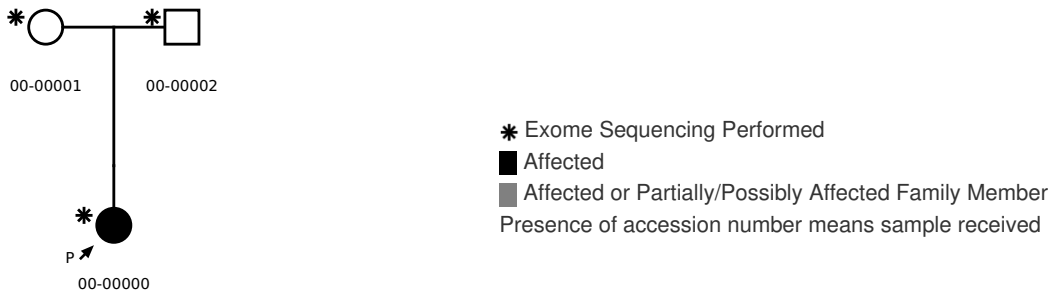 00-00001
00-00002
Exome Sequencing Performed
Affected
Affected or Partially/Possibly Affected Family Member
Presence of accession number means sample received
P
00-00000